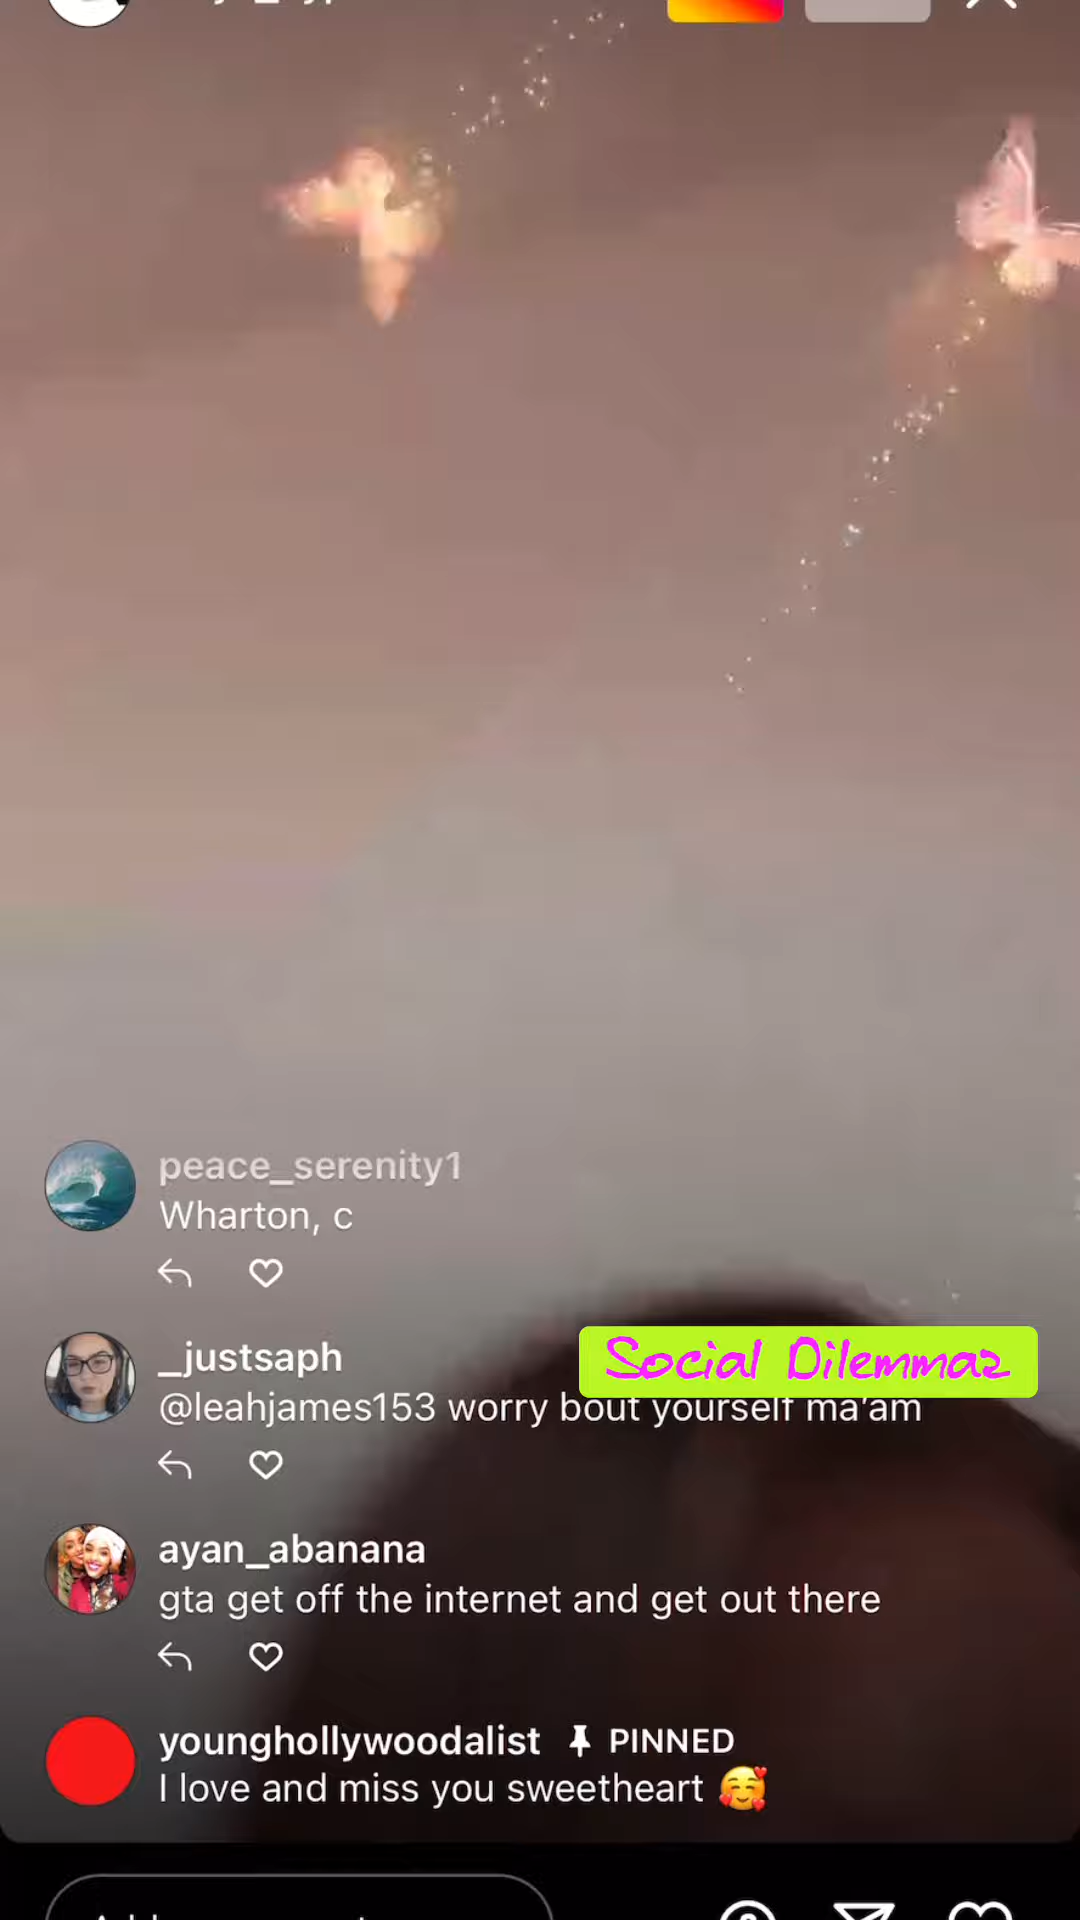 peace_serenity1
Wharton, c
_justsaph
Social Dilemmaz
@leahjames153 worry bout yourself ma'am
ayan_abanana
gta get off the internet and get out there
younghollywoodalist PINNED
I love and miss you sweetheart 🥰